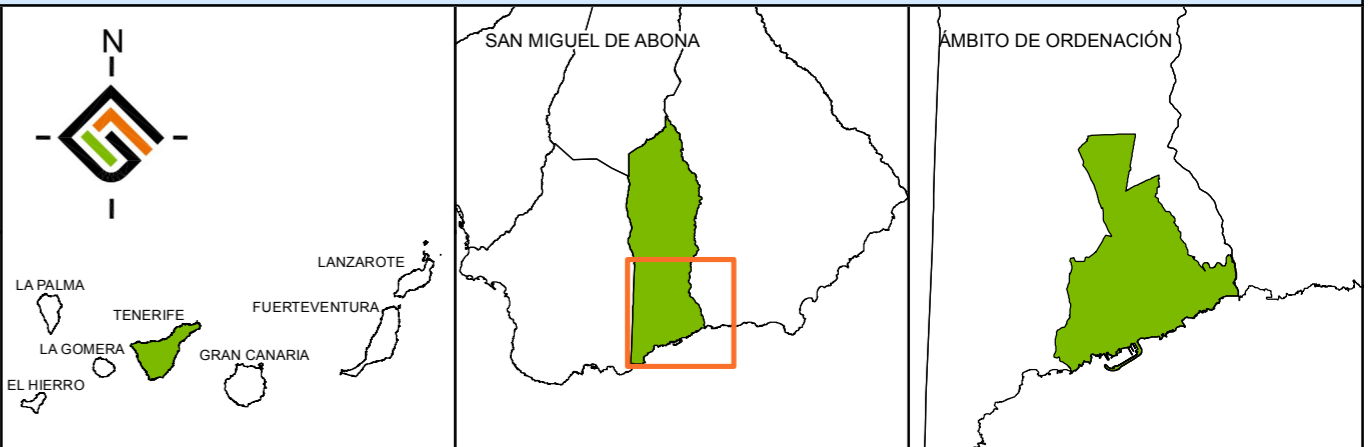 N
LANZAROTE
LA PALMA
FUERTEVENTURA
TENERIFE
LA GOMERA
GRAN CANARIA
EL HIERRO
SAN MIGUEL DE ABONA
ÁMBITO DE ORDENACIÓN